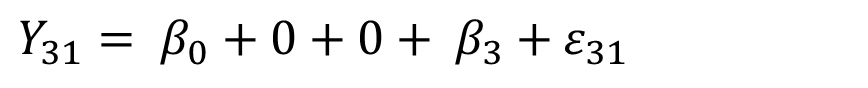 Y₃₁ = β₀ + 0 + 0 + β₃ + ε₃₁